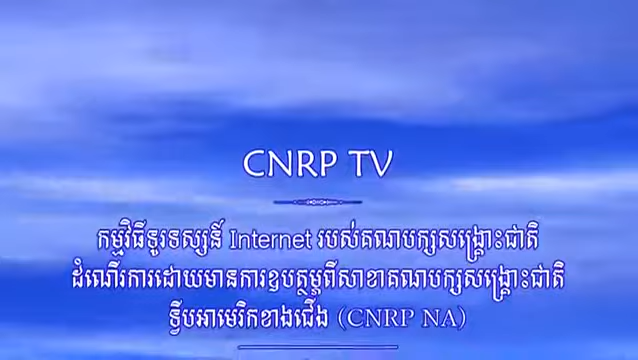 CNRP TV
កម្មវិធីទូរទស្សន៍ Internet របស់គណបក្សសង្គ្រោះជាតិ
ដំណើរការដោយមានការឧបត្ថម្ភពីសាខាគណបក្សសង្គ្រោះជាតិ
ទ្វីបអាមេរិកខាងជើង (CNRP NA)